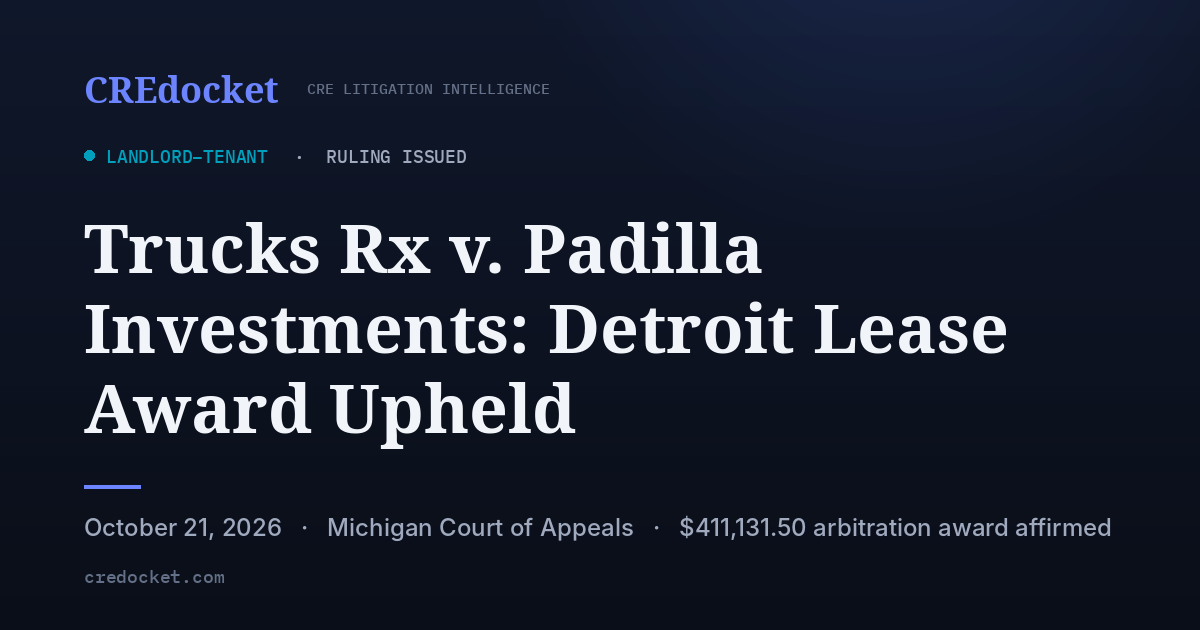 CREdocket CRE LITIGATION INTELLIGENCE
LANDLORD–TENANT · RULING ISSUED
Trucks Rx v. Padilla
Investments: Detroit Lease
Award Upheld
October 21, 2026 · Michigan Court of Appeals · $411,131.50 arbitration award affirmed
credocket.com